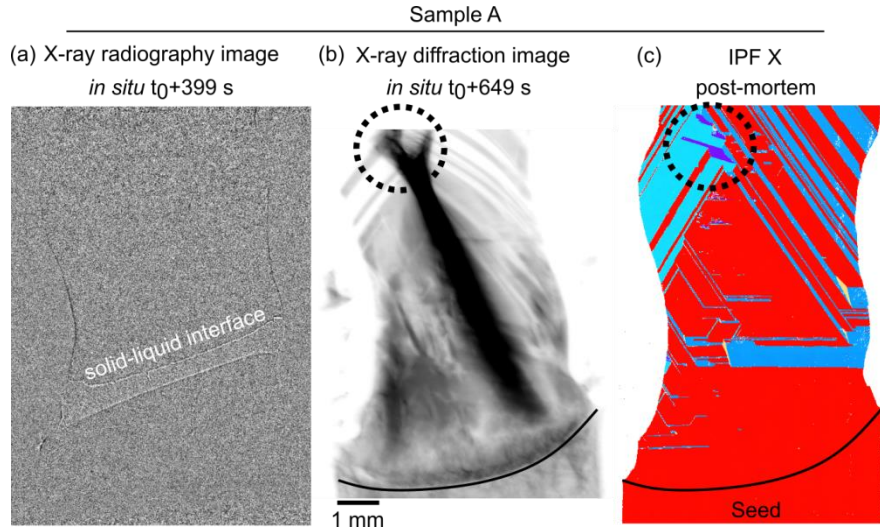 Sample A
(a) X-ray radiography image
in situ t0+399 s
(b) X-ray diffraction image
in situ t0+649 s
(c) IPF X
post-mortem
solid-liquid interface
1 mm
Seed